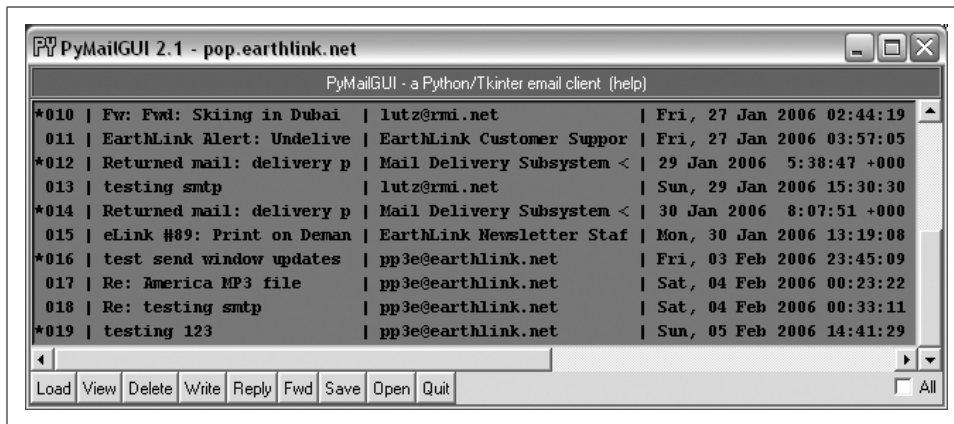 PY PyMailGUI 2.1 - pop.earthlink.net
PyMailGUI - a Python/Tkinter email client (help)
*010 | Fw: Fwd: Skiing in Dubai | lutz@rmi.net | Fri, 27 Jan 2006 02:44:19
011 | EarthLink Alert: Undelive | EarthLink Customer Suppor | Fri, 27 Jan 2006 03:57:05
*012 | Returned mail: delivery p | Mail Delivery Subsystem < | 29 Jan 2006 5:38:47 +000
013 | testing smtp | lutz@rmi.net | Sun, 29 Jan 2006 15:30:30
*014 | Returned mail: delivery p | Mail Delivery Subsystem < | 30 Jan 2006 8:07:51 +000
015 | eLink #89: Print on Deman | EarthLink Newsletter Staf | Mon, 30 Jan 2006 13:19:08
*016 | test send window updates | pp3e@earthlink.net | Fri, 03 Feb 2006 23:45:09
017 | Re: America MP3 file | pp3e@earthlink.net | Sat, 04 Feb 2006 00:23:22
018 | Re: testing smtp | pp3e@earthlink.net | Sat, 04 Feb 2006 00:33:11
*019 | testing 123 | pp3e@earthlink.net | Sun, 05 Feb 2006 14:41:29
Load View Delete Write Reply Fwd Save Open Quit All